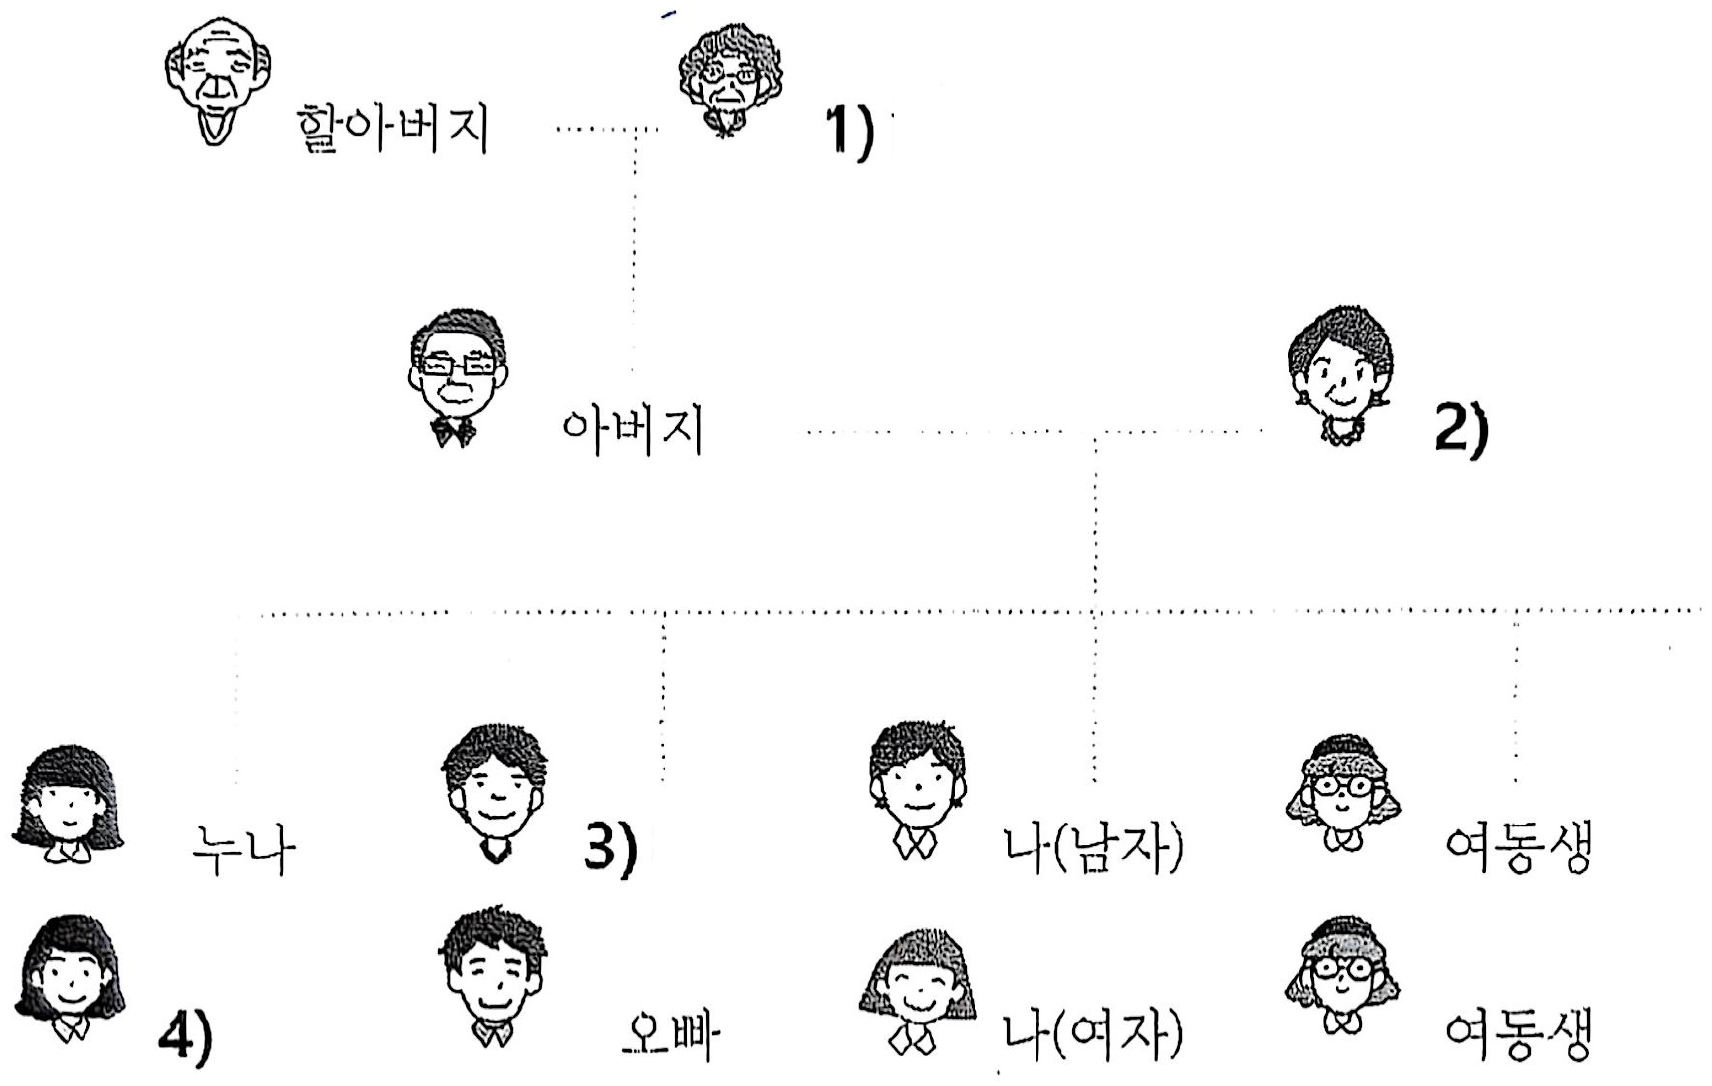 할아버지 1)
아버지 2)
누나 3) 나(남자) 여동생
4) 오빠 나(여자) 여동생